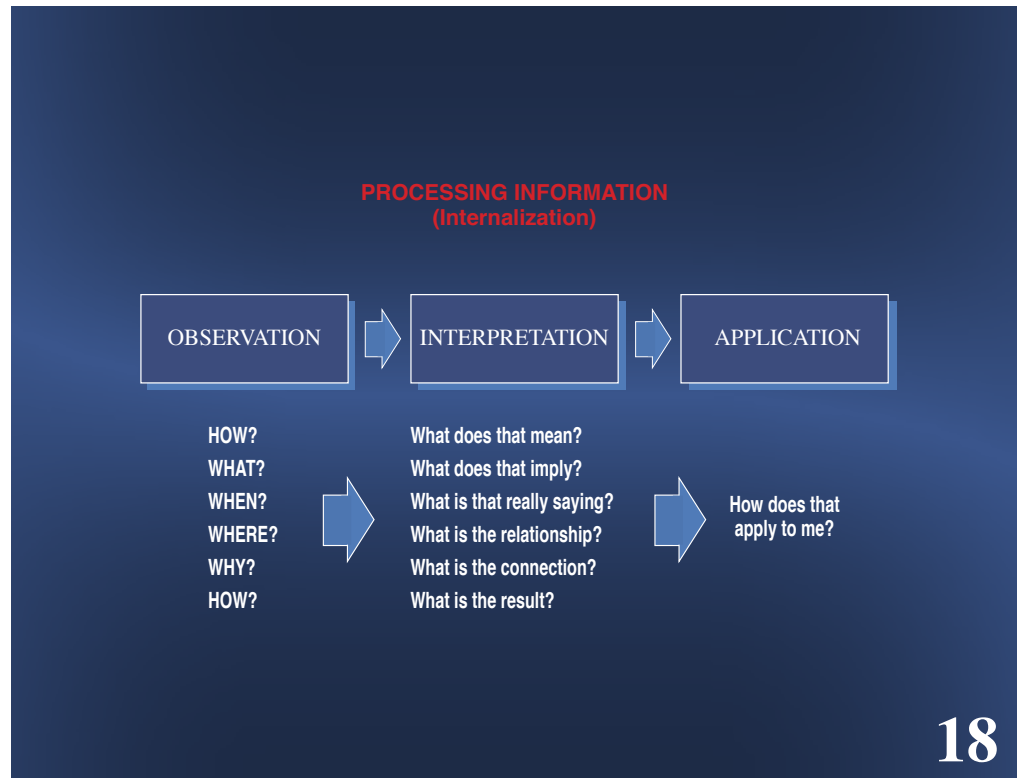 PROCESSING INFORMATION
(Internalization)
OBSERVATION
INTERPRETATION
APPLICATION
HOW?
WHAT?
WHEN?
WHERE?
WHY?
HOW?
What does that mean?
What does that imply?
What is that really saying?
What is the relationship?
What is the connection?
What is the result?
How does that
apply to me?
18